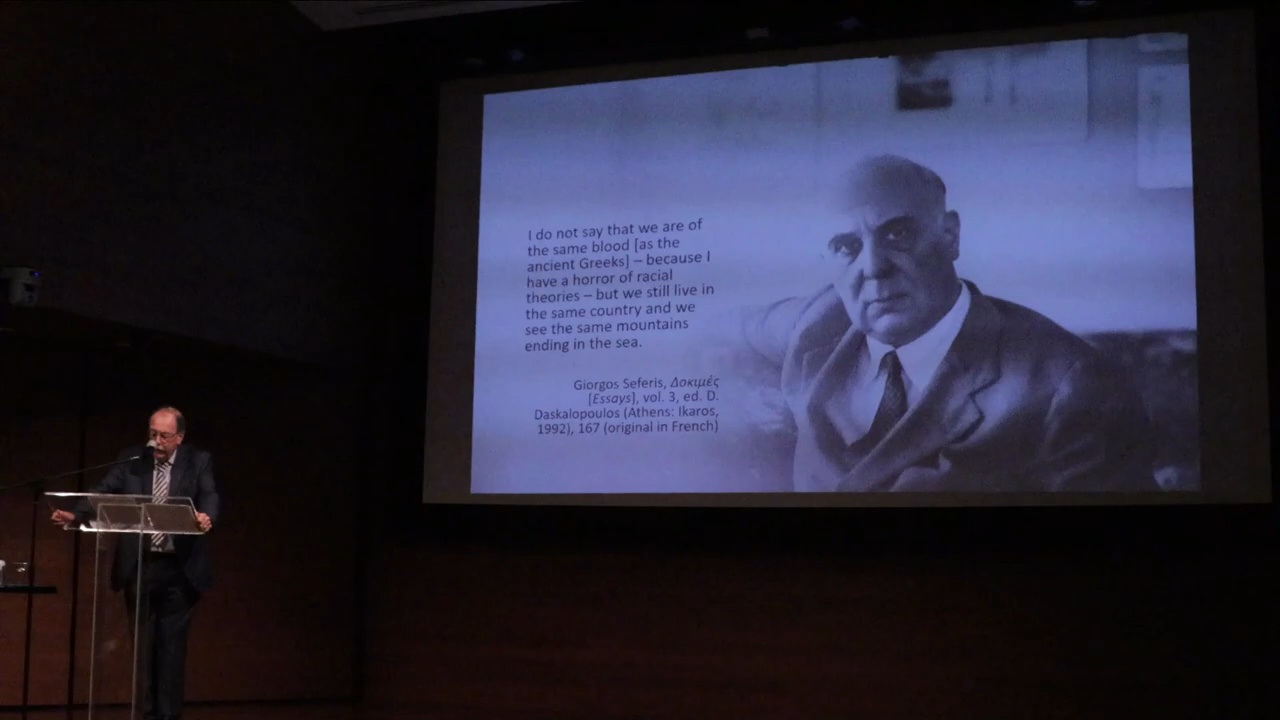 I do not say that we are of
the same blood [as the
ancient Greeks] – because I
have a horror of racial
theories – but we still live in
the same country and we
see the same mountains
ending in the sea.
Giorgos Seferis, Δοκιμές
[Essays], vol. 3, ed. D.
Daskalopoulos (Athens: Ikaros,
1992), 167 (original in French)